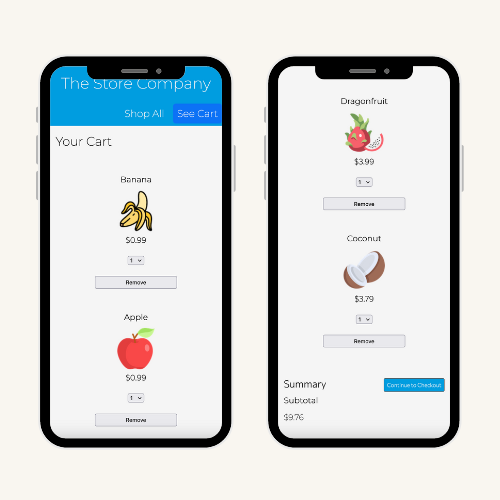 The Store Company
Shop All See Cart
Your Cart
Banana
$0.99
1
Remove
Apple
$0.99
1
Remove
Dragonfruit
$3.99
1
Remove
Coconut
$3.79
1
Remove
Summary Continue to Checkout
Subtotal
$9.76